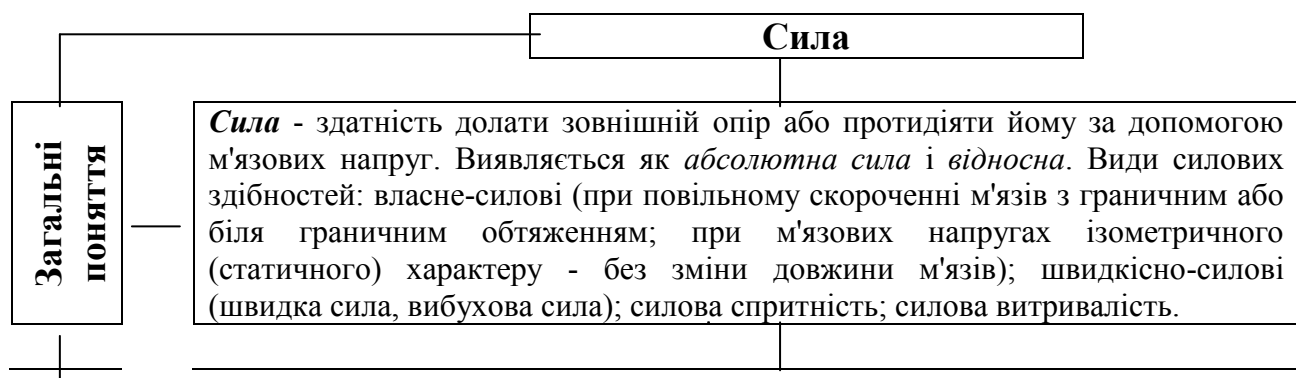 Сила
Загальні
поняття
Сила - здатність долати зовнішній опір або протидіяти йому за допомогою
м'язових напруг. Виявляється як абсолютна сила і відносна. Види силових
здібностей: власне-силові (при повільному скороченні м'язів з граничним або
біля граничним обтяженням; при м'язових напругах ізометричного
(статичного) характеру - без зміни довжини м'язів); швидкісно-силові
(швидка сила, вибухова сила); силова спритність; силова витривалість.